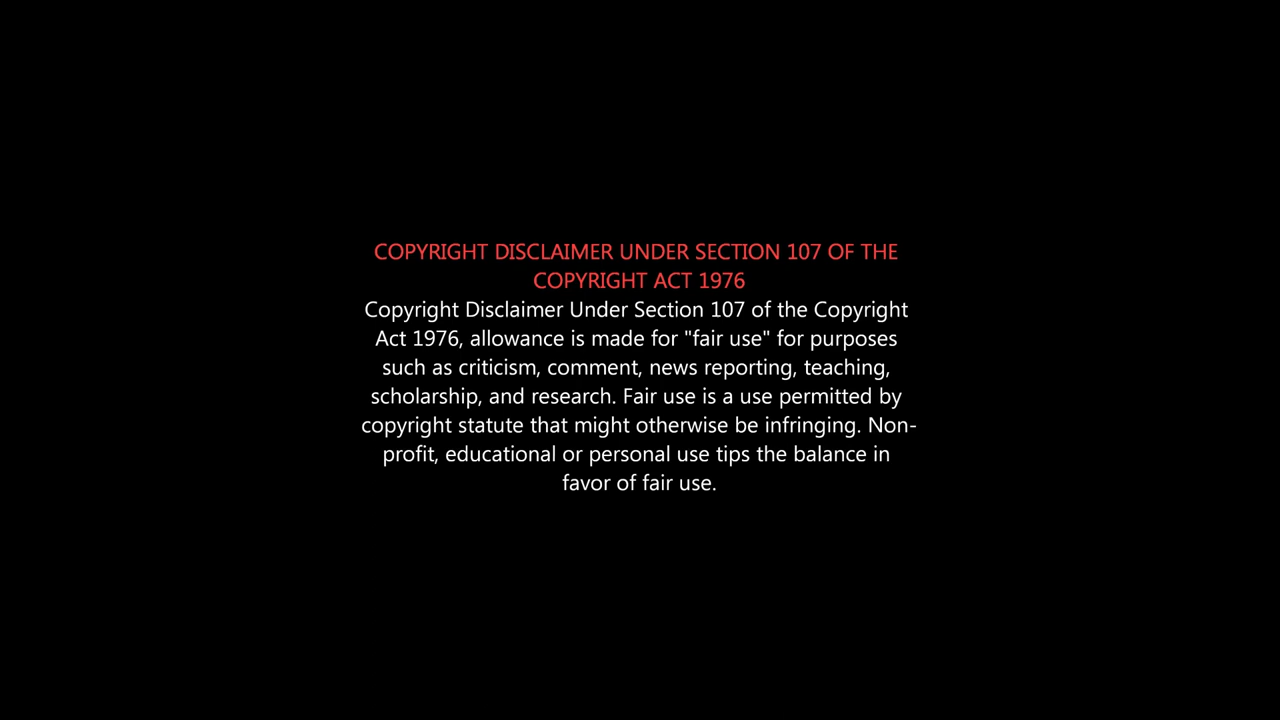 COPYRIGHT DISCLAIMER UNDER SECTION 107 OF THE
COPYRIGHT ACT 1976
Copyright Disclaimer Under Section 107 of the Copyright
Act 1976, allowance is made for "fair use" for purposes
such as criticism, comment, news reporting, teaching,
scholarship, and research. Fair use is a use permitted by
copyright statute that might otherwise be infringing. Non-
profit, educational or personal use tips the balance in
favor of fair use.